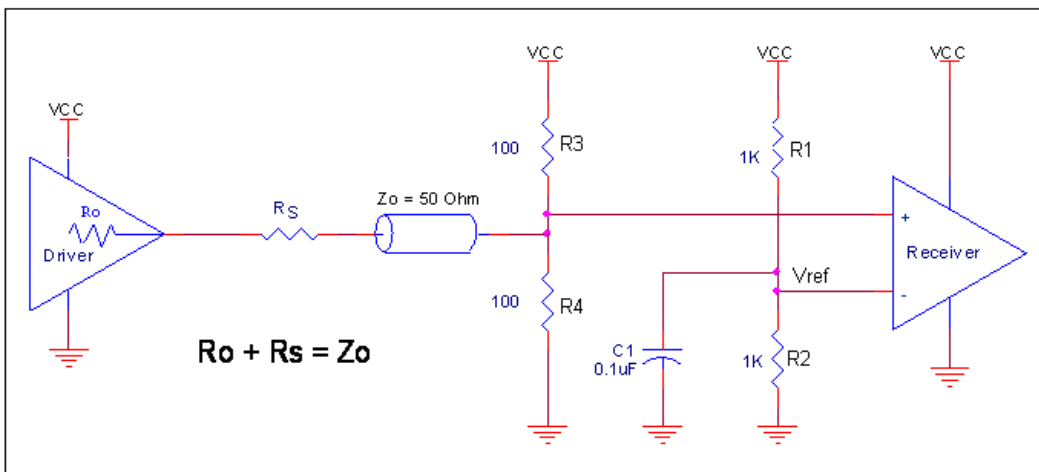 VCC
VCC
VCC
VCC
100
R3
1K
R1
Zo = 50 Ohm
Ro
RS
+
Driver
Receiver
Vref
-
100
R4
Ro + Rs = Zo
C1
0.1uF
1K
R2